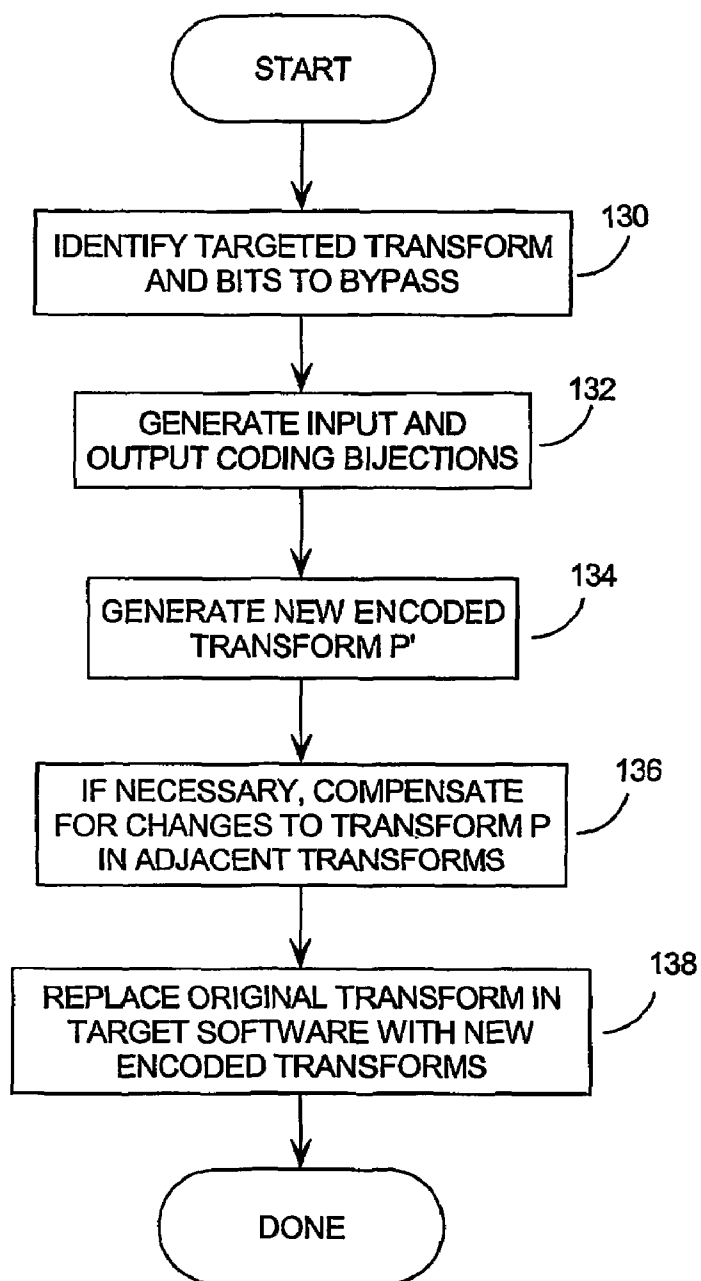 START
130
IDENTIFY TARGETED TRANSFORM
AND BITS TO BYPASS
132
GENERATE INPUT AND
OUTPUT CODING BIJECTIONS
134
GENERATE NEW ENCODED
TRANSFORM P'
136
IF NECESSARY, COMPENSATE
FOR CHANGES TO TRANSFORM P
IN ADJACENT TRANSFORMS
138
REPLACE ORIGINAL TRANSFORM IN
TARGET SOFTWARE WITH NEW
ENCODED TRANSFORMS
DONE